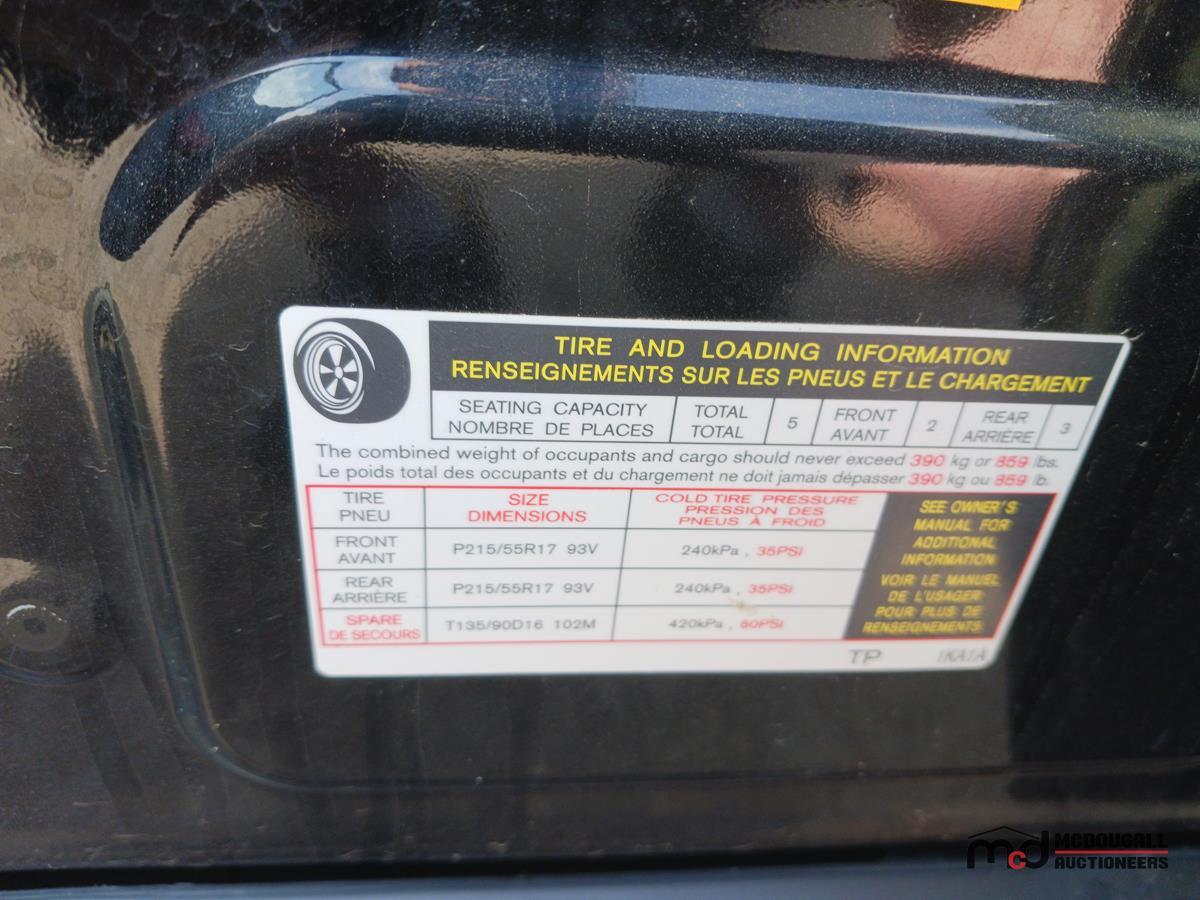 TIRE AND LOADING INFORMATION
RENSEIGNEMENTS SUR LES PNEUS ET LE CHARGEMENT
SEATING CAPACITY TOTAL 5 FRONT 2 REAR 3
NOMBRE DE PLACES TOTAL AVANT ARRIÈRE
The combined weight of occupants and cargo should never exceed 390 kg or 859 lbs.
Le poids total des occupants et du chargement ne doit jamais dépasser 390 kg ou 859 lb.
TIRE SIZE COLD TIRE PRESSURE
PNEU DIMENSIONS PRESSION DES
PNEUS À FROID
FRONT
AVANT P215/55R17 93V 240kPa , 35PSI
REAR
ARRIÈRE P215/55R17 93V 240kPa , 35PSI
SPARE
DE SECOURS T135/90D16 102M 420kPa , 60PSI
SEE OWNER'S
MANUAL FOR
ADDITIONAL
INFORMATION
VOIR LE MANUEL
DE L'USAGER
POUR PLUS DE
RENSEIGNEMENTS
TP 1KA1A
mcd MCDOUGALL
AUCTIONEERS